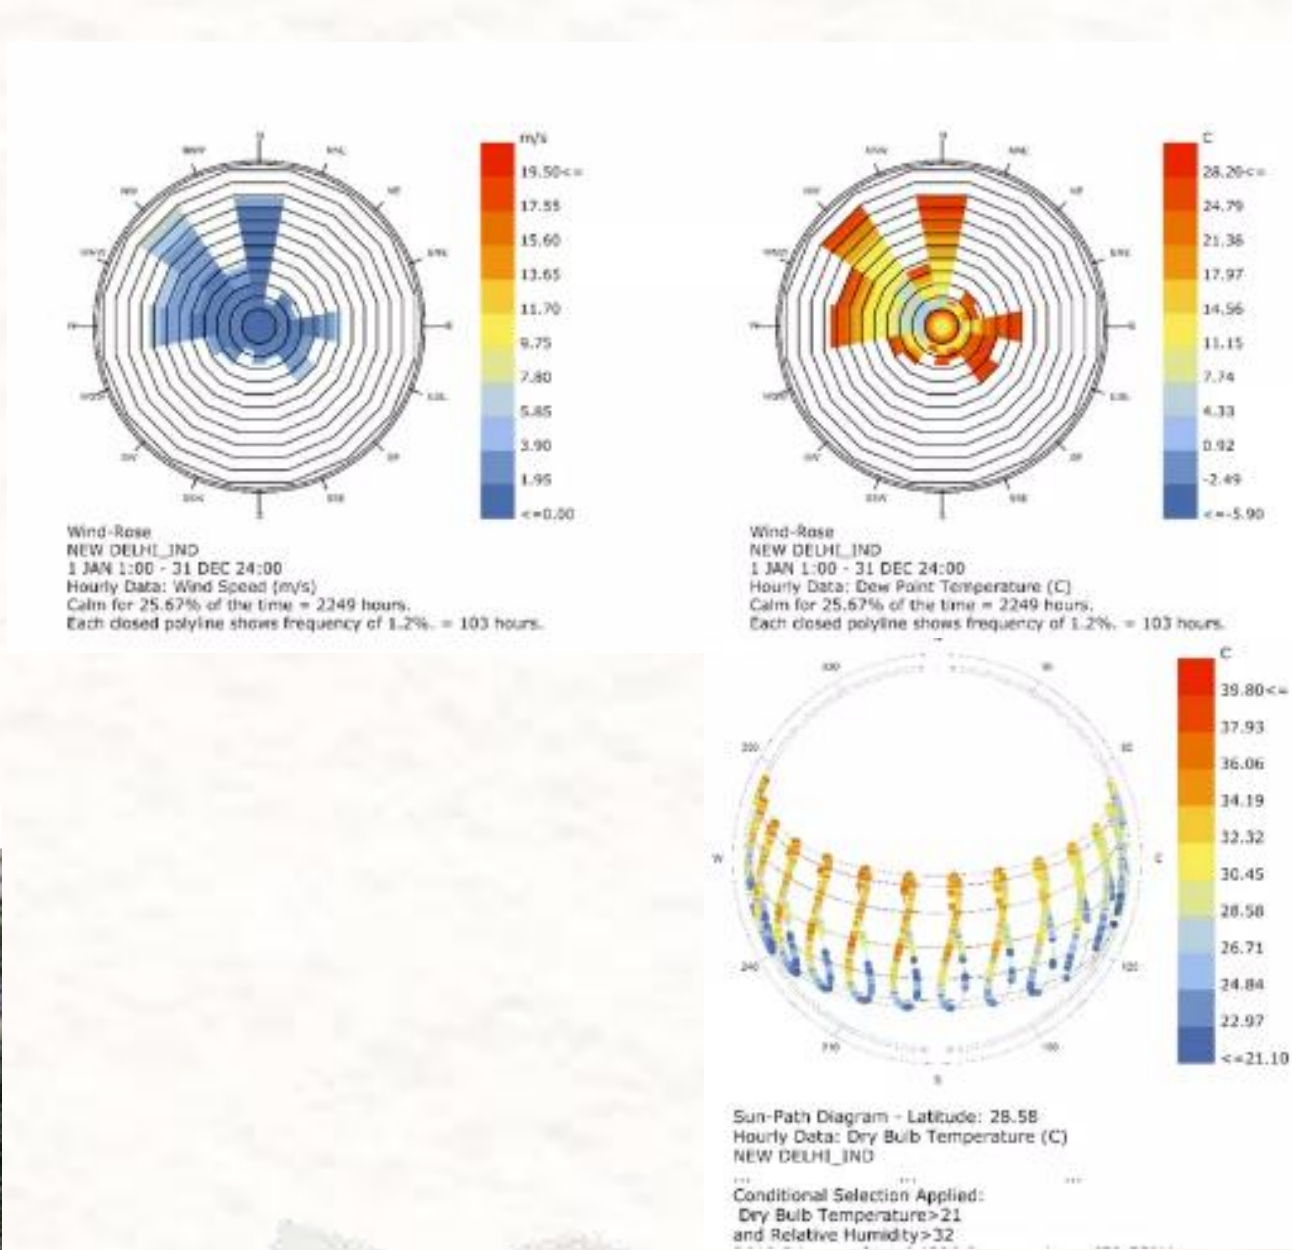 m/s
19.50<=
17.55
15.60
13.65
11.70
9.75
7.80
5.85
3.90
1.95
<=0.00
Wind-Rose
NEW DELHI_IND
1 JAN 1:00 - 31 DEC 24:00
Hourly Data: Wind Speed (m/s)
Calm for 25.67% of the time = 2249 hours.
Each closed polyline shows frequency of 1.2%. = 103 hours.
C
28.20<=
24.79
21.38
17.97
14.56
11.15
7.74
4.33
0.92
-2.49
<=-5.90
Wind-Rose
NEW DELHI_IND
1 JAN 1:00 - 31 DEC 24:00
Hourly Data: Dew Point Temperature (C)
Calm for 25.67% of the time = 2249 hours.
Each closed polyline shows frequency of 1.2%. = 103 hours.
C
39.80<=
37.93
36.06
34.19
32.32
30.45
28.58
26.71
24.84
22.97
<=21.10
W
240
S
Sun-Path Diagram - Latitude: 28.58
Hourly Data: Dry Bulb Temperature (C)
NEW DELHI_IND
... ... ...
Conditional Selection Applied:
Dry Bulb Temperature>21
and Relative Humidity>32